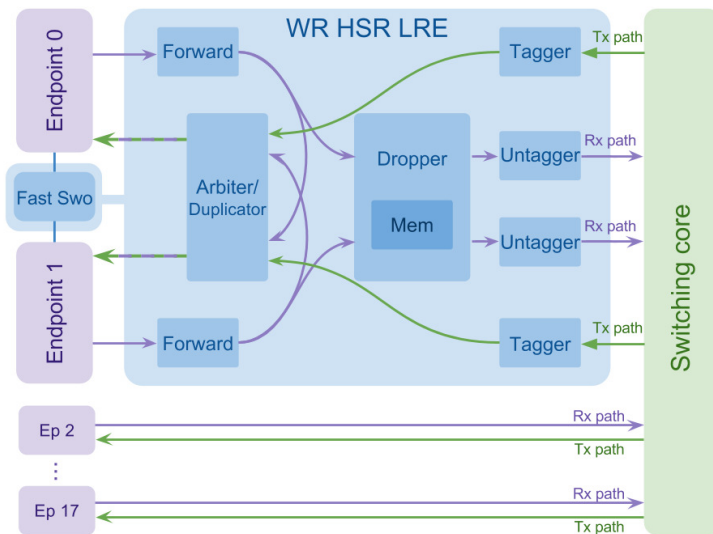 WR HSR LRE
Endpoint 0
Forward
Tagger
Tx path
Arbiter/
Duplicator
Dropper
Mem
Untagger
Rx path
Fast Swo
Untagger
Rx path
Endpoint 1
Forward
Tagger
Tx path
Switching core
Ep 2
Rx path
Tx path
Ep 17
Rx path
Tx path